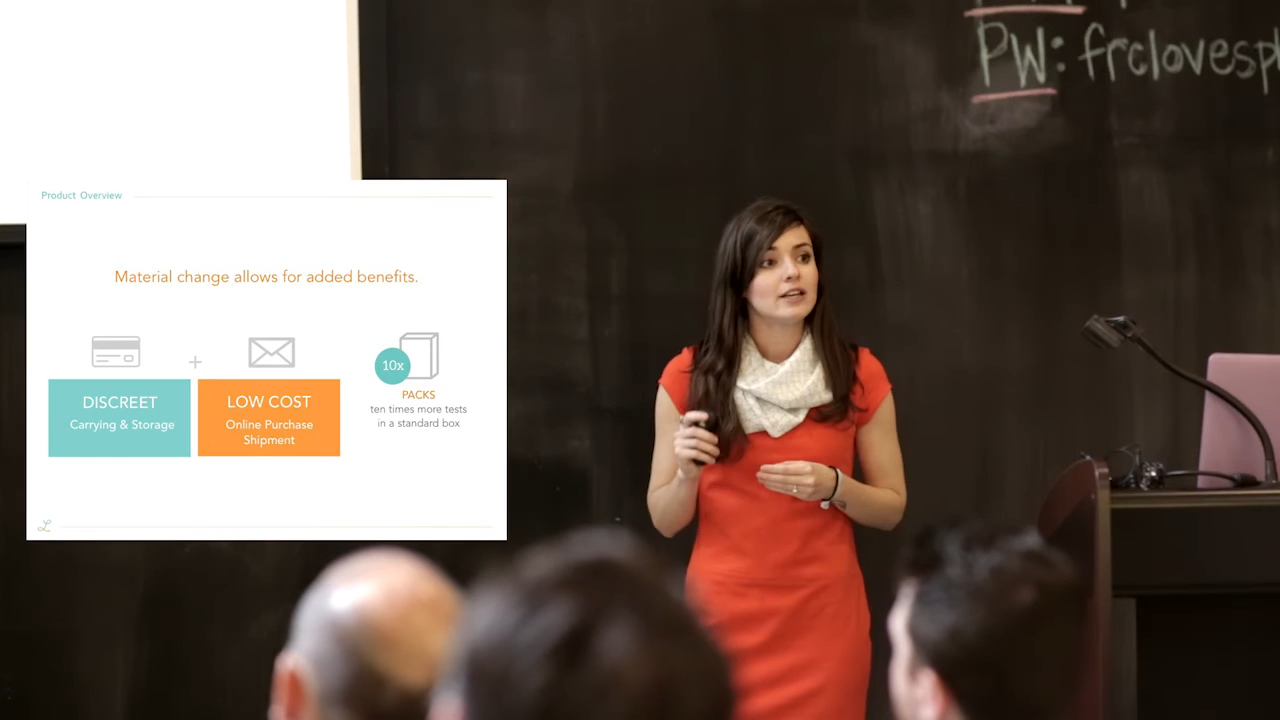 PW: frclovesp
Product Overview
Material change allows for added benefits.
DISCREET
Carrying & Storage
LOW COST
Online Purchase
Shipment
10x
PACKS
ten times more tests
in a standard box
L